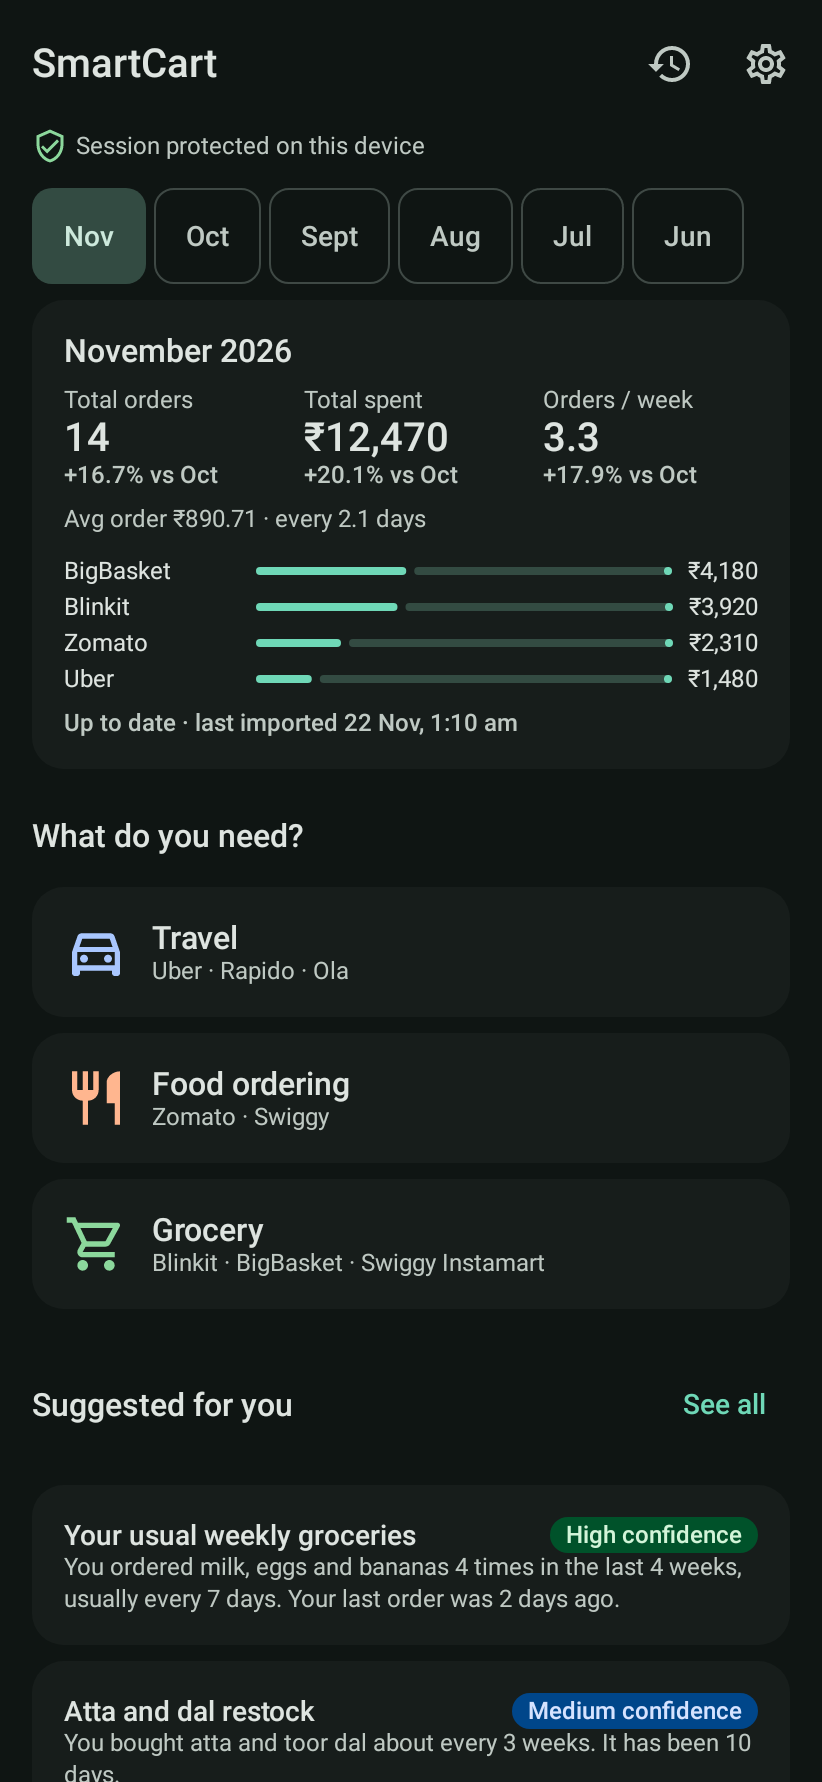 SmartCart
Session protected on this device
Nov Oct Sept Aug Jul Jun
November 2026
Total orders Total spent Orders / week
14 ₹12,470 3.3
+16.7% vs Oct +20.1% vs Oct +17.9% vs Oct
Avg order ₹890.71 · every 2.1 days
BigBasket ₹4,180
Blinkit ₹3,920
Zomato ₹2,310
Uber ₹1,480
Up to date · last imported 22 Nov, 1:10 am
What do you need?
Travel
Uber · Rapido · Ola
Food ordering
Zomato · Swiggy
Grocery
Blinkit · BigBasket · Swiggy Instamart
Suggested for you See all
Your usual weekly groceries High confidence
You ordered milk, eggs and bananas 4 times in the last 4 weeks,
usually every 7 days. Your last order was 2 days ago.
Atta and dal restock Medium confidence
You bought atta and toor dal about every 3 weeks. It has been 10
days.